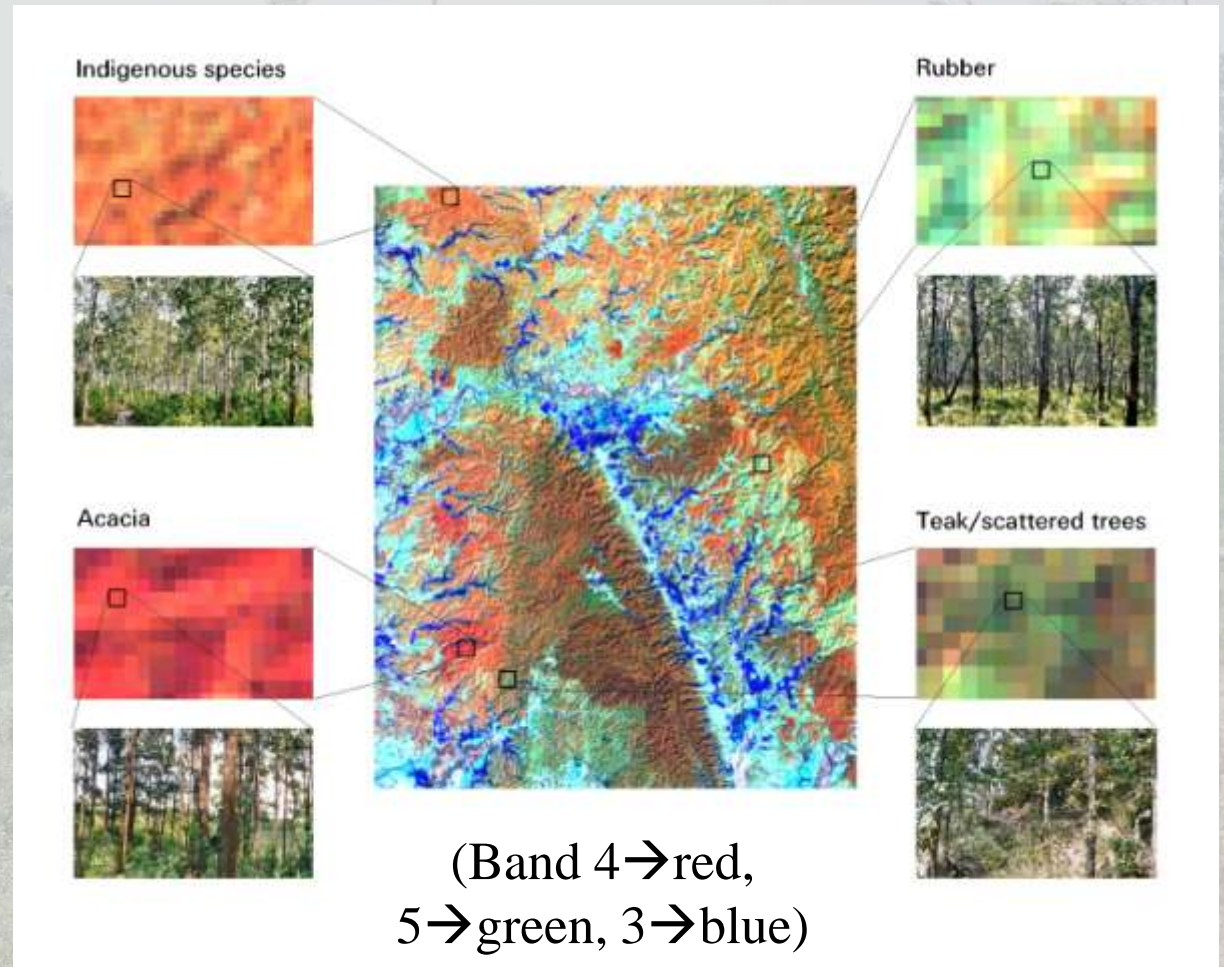 Indigenous species
Rubber
Acacia
Teak/scattered trees
(Band 4→red,
5→green, 3→blue)